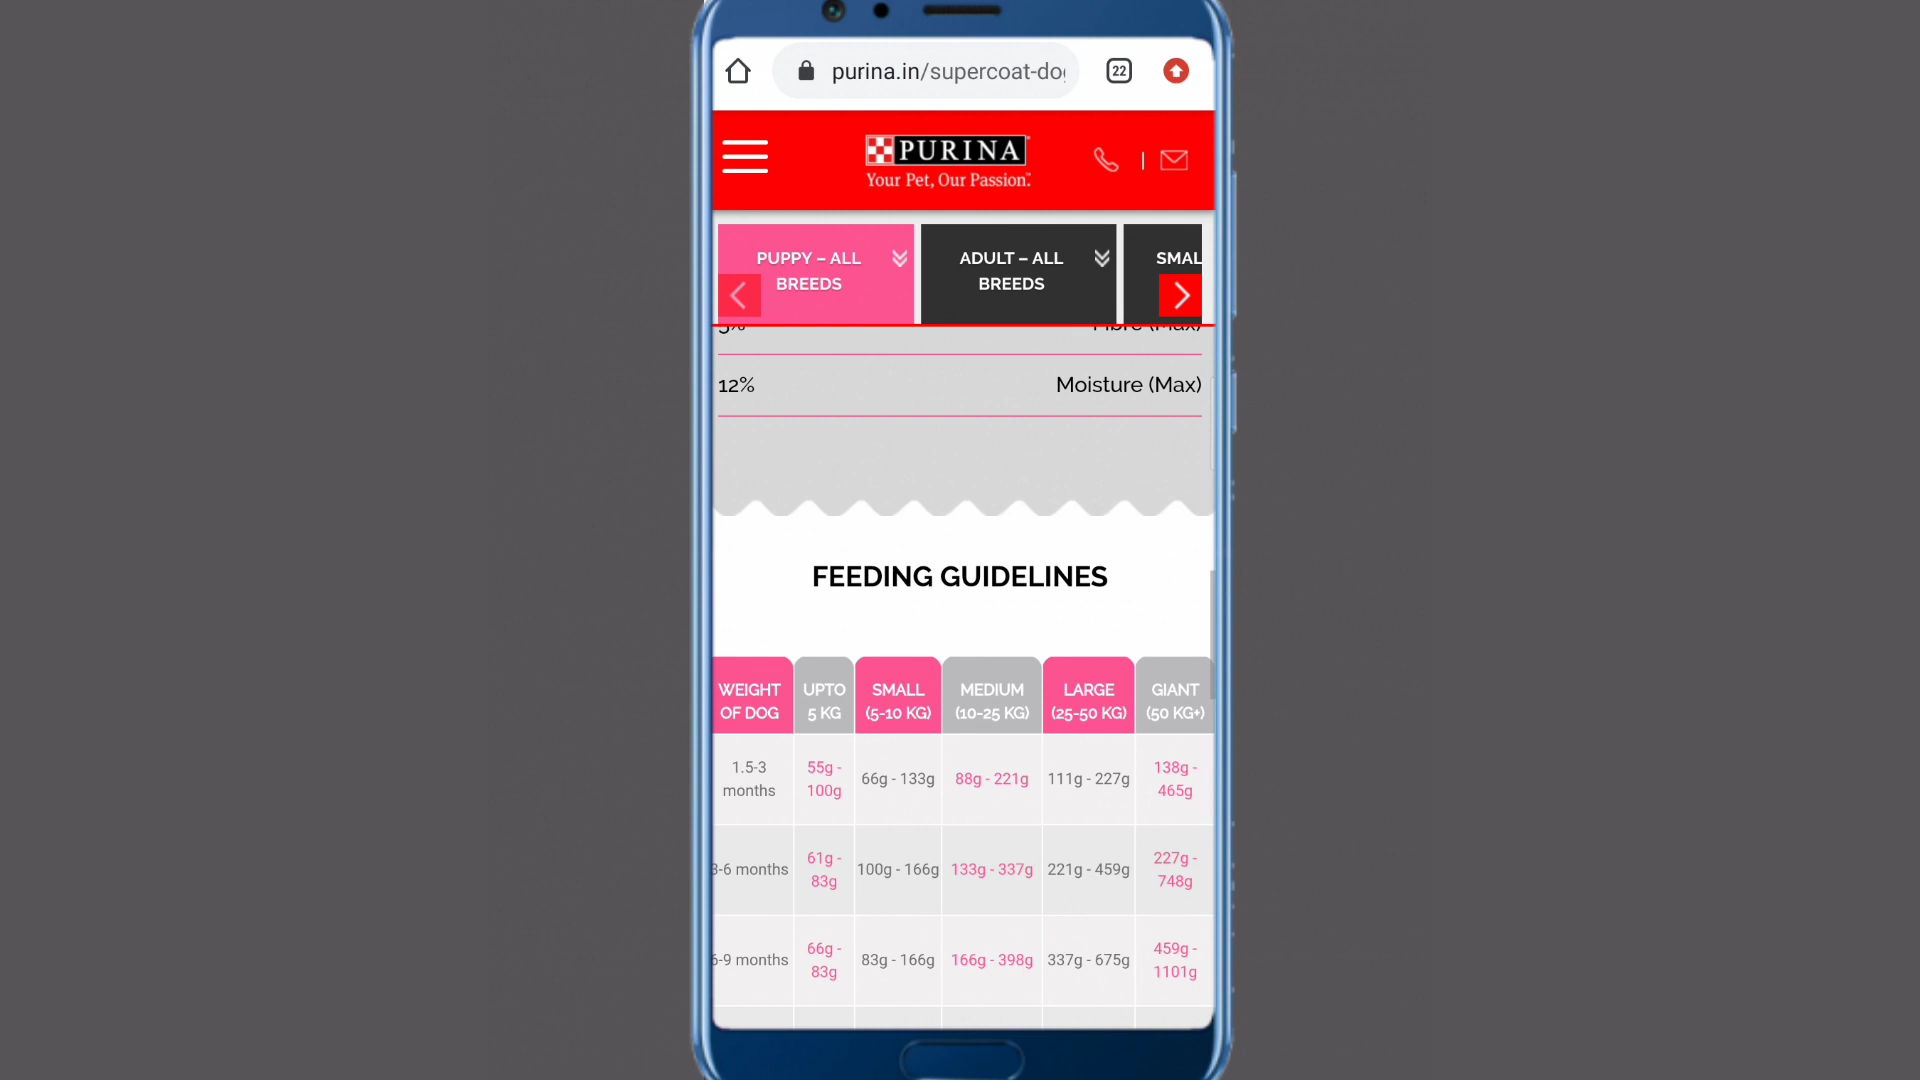 purina.in/supercoat-do
22
PURINA
Your Pet, Our Passion.
PUPPY – ALL
BREEDS
ADULT – ALL
BREEDS
SMAL
Fibre (Max)
12% Moisture (Max)
FEEDING GUIDELINES
WEIGHT OF DOG UPTO 5 KG SMALL (5-10 KG) MEDIUM (10-25 KG) LARGE (25-50 KG) GIANT (50 KG+)
1.5-3 months 55g - 100g 66g - 133g 88g - 221g 111g - 227g 138g - 465g
3-6 months 61g - 83g 100g - 166g 133g - 337g 221g - 459g 227g - 748g
6-9 months 66g - 83g 83g - 166g 166g - 398g 337g - 675g 459g - 1101g